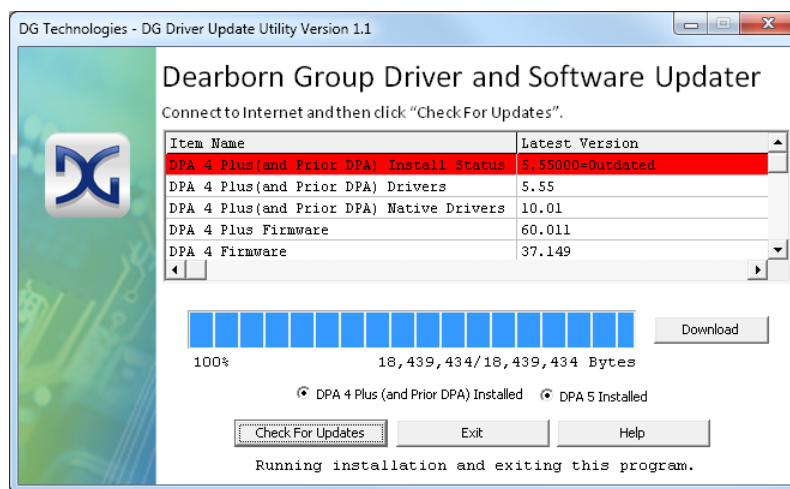 DG Technologies - DG Driver Update Utility Version 1.1
Dearborn Group Driver and Software Updater
Connect to Internet and then click “Check For Updates”.
Item Name Latest Version
DPA 4 Plus(and Prior DPA) Install Status 5.55000=Outdated
DPA 4 Plus(and Prior DPA) Drivers 5.55
DPA 4 Plus(and Prior DPA) Native Drivers 10.01
DPA 4 Plus Firmware 60.011
DPA 4 Firmware 37.149
DG
Download
100% 18,439,434/18,439,434 Bytes
DPA 4 Plus (and Prior DPA) Installed DPA 5 Installed
Check For Updates Exit Help
Running installation and exiting this program.